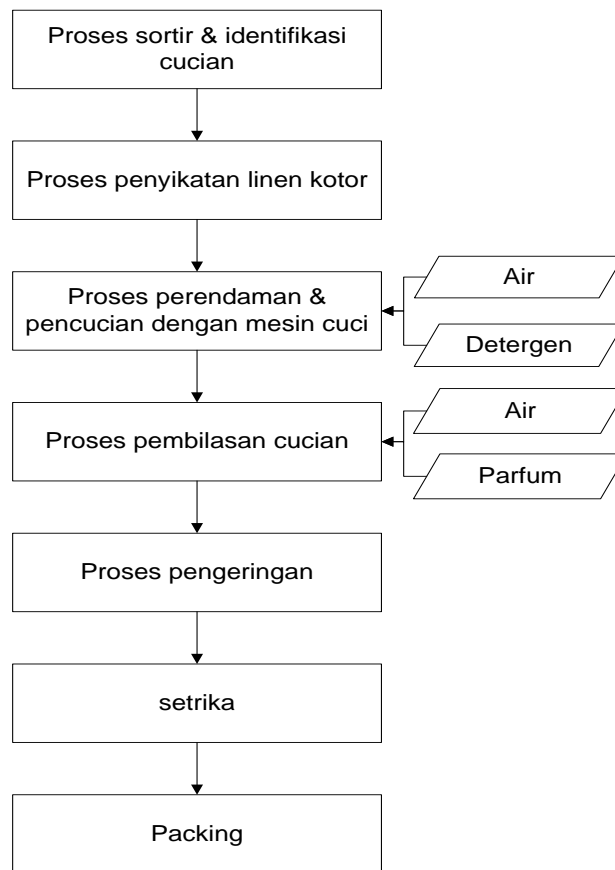 Proses sortir & identifikasi
cucian
Proses penyikatan linen kotor
Proses perendaman &
pencucian dengan mesin cuci
Air
Detergen
Proses pembilasan cucian
Air
Parfum
Proses pengeringan
setrika
Packing